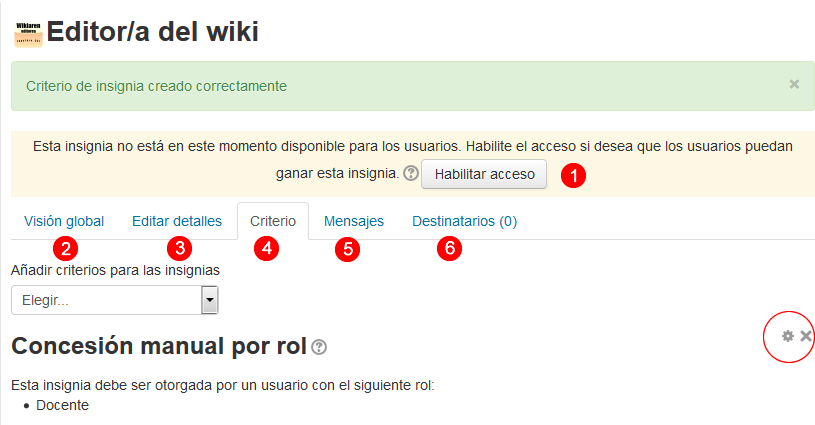 Wikiaren
editorea
Editor/a del wiki
Criterio de insignia creado correctamente ×
Esta insignia no está en este momento disponible para los usuarios. Habilite el acceso si desea que los usuarios puedan
ganar esta insignia. ? Habilitar acceso 1
Visión global Editar detalles Criterio Mensajes Destinatarios (0)
2 3 4 5 6
Añadir criterios para las insignias
Elegir...
Concesión manual por rol ?
Esta insignia debe ser otorgada por un usuario con el siguiente rol:
• Docente